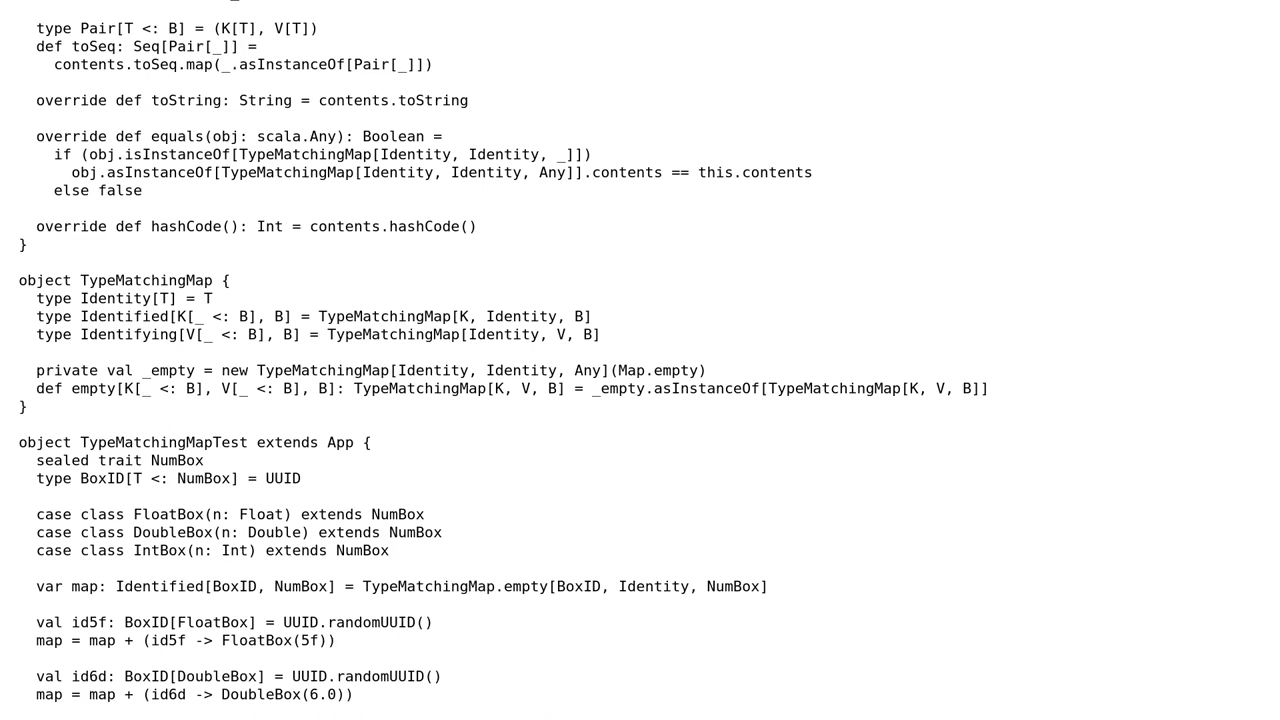 type Pair[T <: B] = (K[T], V[T])
def toSeq: Seq[Pair[_]] =
contents.toSeq.map(_.asInstanceOf[Pair[_]])
override def toString: String = contents.toString
override def equals(obj: scala.Any): Boolean =
if (obj.isInstanceOf[TypeMatchingMap[Identity, Identity, _]])
obj.asInstanceOf[TypeMatchingMap[Identity, Identity, Any]].contents == this.contents
else false
override def hashCode(): Int = contents.hashCode()
}
object TypeMatchingMap {
type Identity[T] = T
type Identified[K[_ <: B], B] = TypeMatchingMap[K, Identity, B]
type Identifying[V[_ <: B], B] = TypeMatchingMap[Identity, V, B]
private val _empty = new TypeMatchingMap[Identity, Identity, Any](Map.empty)
def empty[K[_ <: B], V[_ <: B], B]: TypeMatchingMap[K, V, B] = _empty.asInstanceOf[TypeMatchingMap[K, V, B]]
}
object TypeMatchingMapTest extends App {
sealed trait NumBox
type BoxID[T <: NumBox] = UUID
case class FloatBox(n: Float) extends NumBox
case class DoubleBox(n: Double) extends NumBox
case class IntBox(n: Int) extends NumBox
var map: Identified[BoxID, NumBox] = TypeMatchingMap.empty[BoxID, Identity, NumBox]
val id5f: BoxID[FloatBox] = UUID.randomUUID()
map = map + (id5f -> FloatBox(5f))
val id6d: BoxID[DoubleBox] = UUID.randomUUID()
map = map + (id6d -> DoubleBox(6.0))